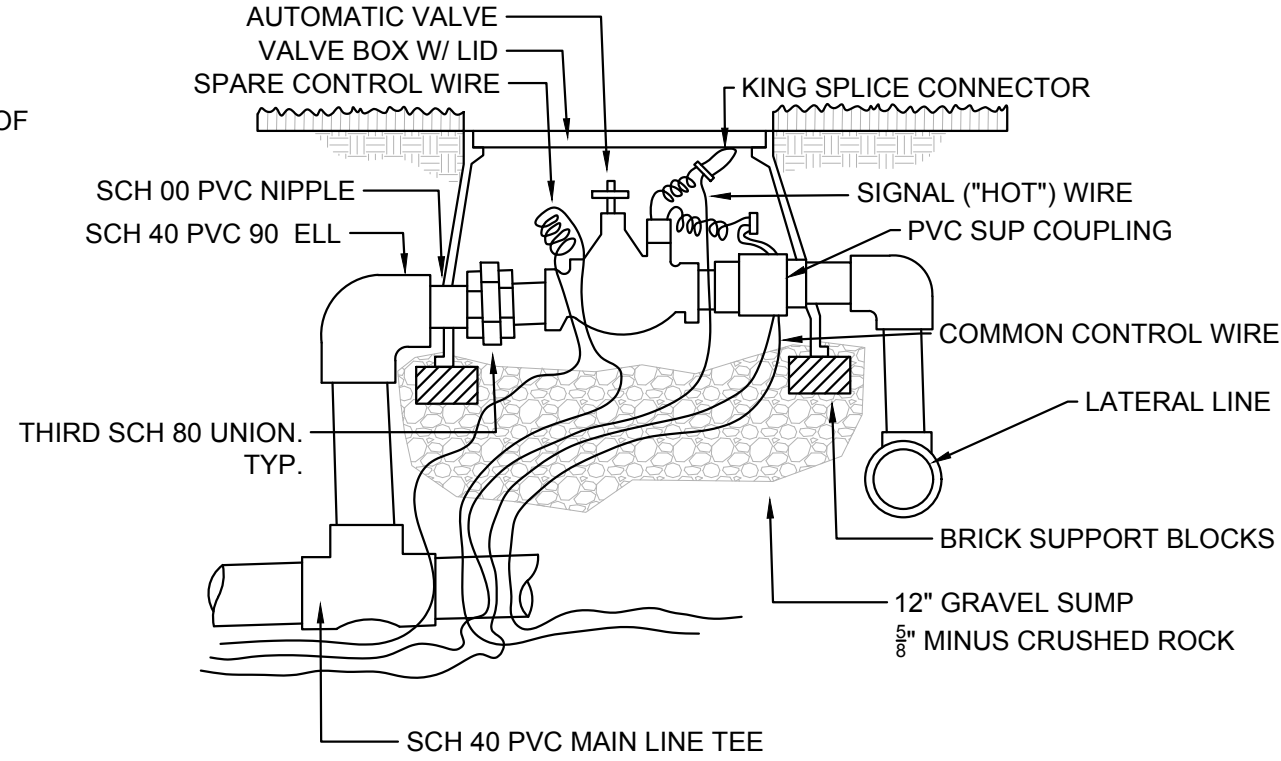 AUTOMATIC VALVE
VALVE BOX W/ LID
SPARE CONTROL WIRE
KING SPLICE CONNECTOR
OF
SCH 00 PVC NIPPLE
SIGNAL ("HOT") WIRE
SCH 40 PVC 90 ELL
PVC SUP COUPLING
COMMON CONTROL WIRE
LATERAL LINE
THIRD SCH 80 UNION.
TYP.
BRICK SUPPORT BLOCKS
12" GRAVEL SUMP
5/8" MINUS CRUSHED ROCK
SCH 40 PVC MAIN LINE TEE